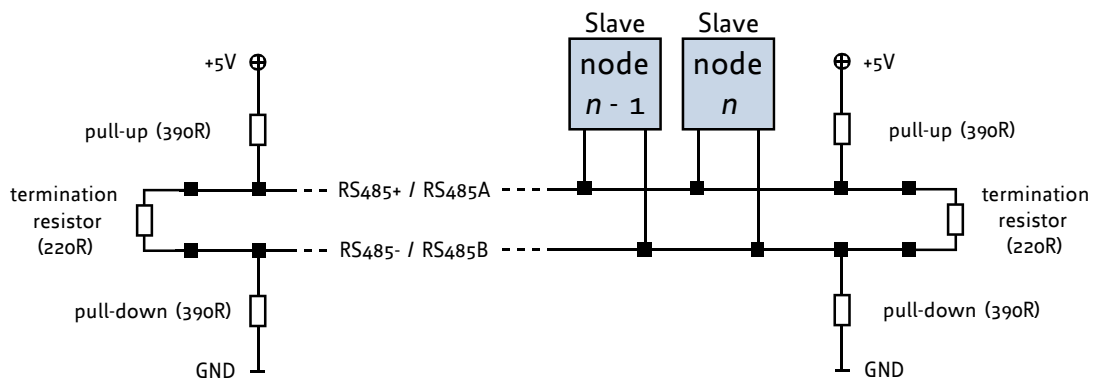 Slave
Slave
node
n - 1
node
n
+5V
+5V
pull-up (390R)
pull-up (390R)
termination
resistor
(220R)
RS485+ / RS485A
RS485- / RS485B
termination
resistor
(220R)
pull-down (390R)
pull-down (390R)
GND
GND